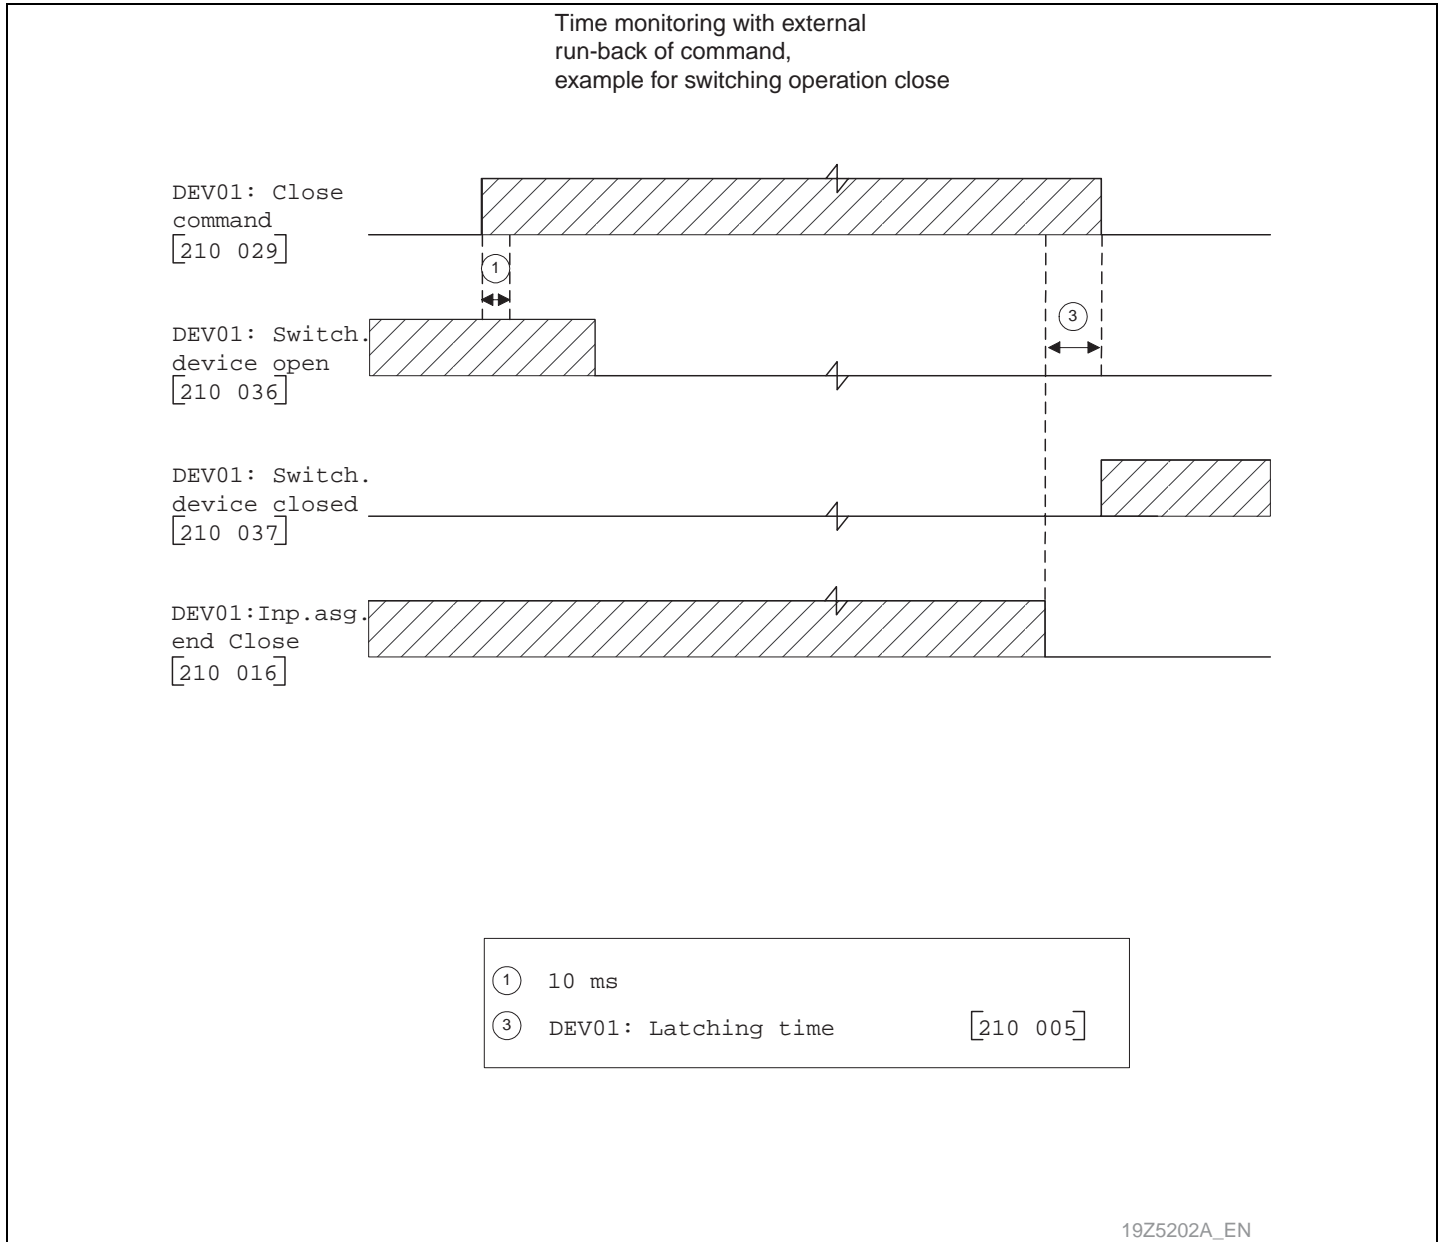 Time monitoring with external
run-back of command,
example for switching operation close
DEV01: Close
command
[210 029]
1
DEV01: Switch.
device open
[210 036]
3
DEV01: Switch.
device closed
[210 037]
DEV01:Inp.asg.
end Close
[210 016]
1 10 ms
3 DEV01: Latching time [210 005]
19Z5202A_EN